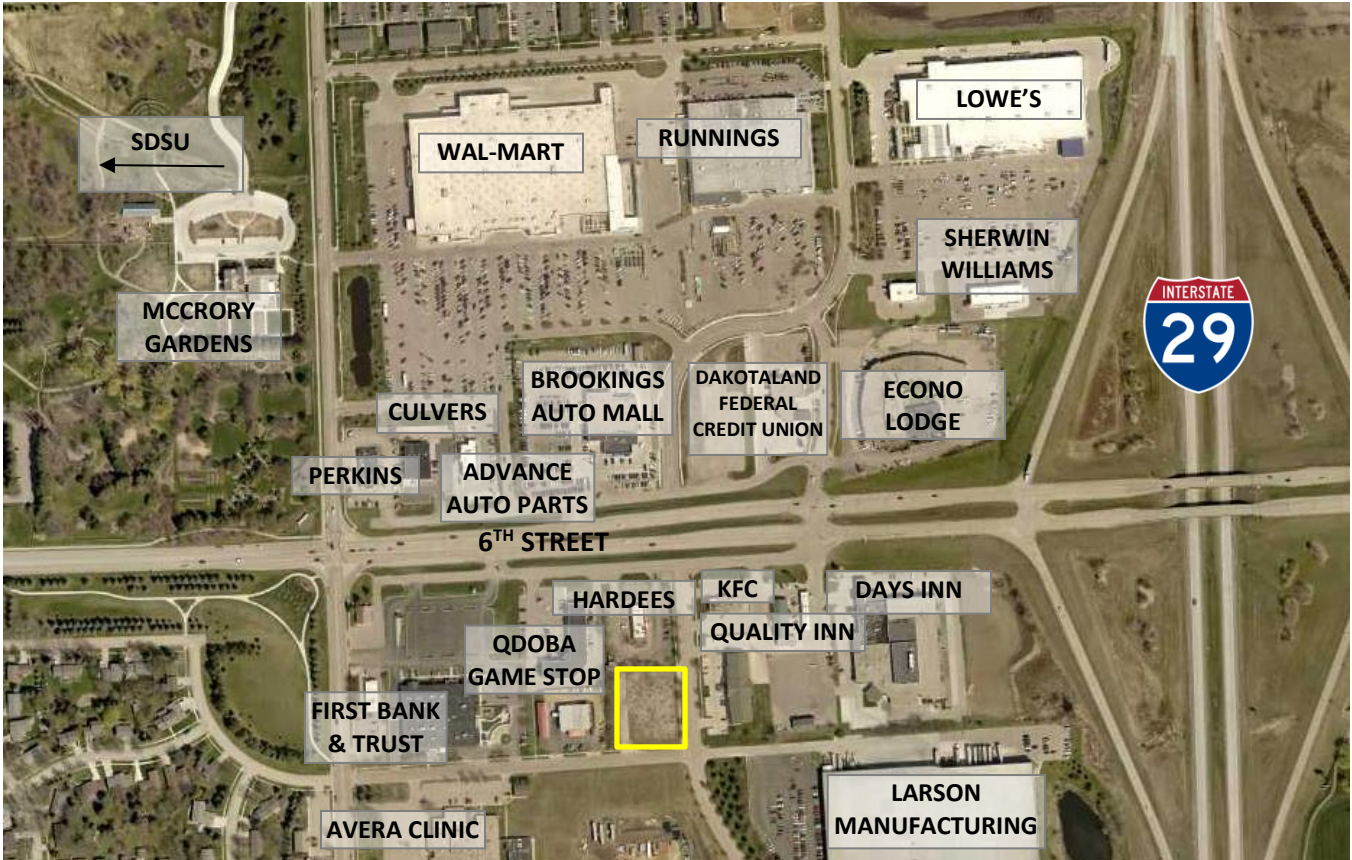 LOWE'S
RUNNINGS
SDSU
WAL-MART
SHERWIN
WILLIAMS
INTERSTATE
29
MCCRORY
GARDENS
BROOKINGS
AUTO MALL
DAKOTALAND
FEDERAL
CREDIT UNION
ECONO
LODGE
CULVERS
PERKINS
ADVANCE
AUTO PARTS
6TH STREET
HARDEES
KFC
DAYS INN
QUALITY INN
QDOBA
GAME STOP
FIRST BANK
& TRUST
LARSON
MANUFACTURING
AVERA CLINIC